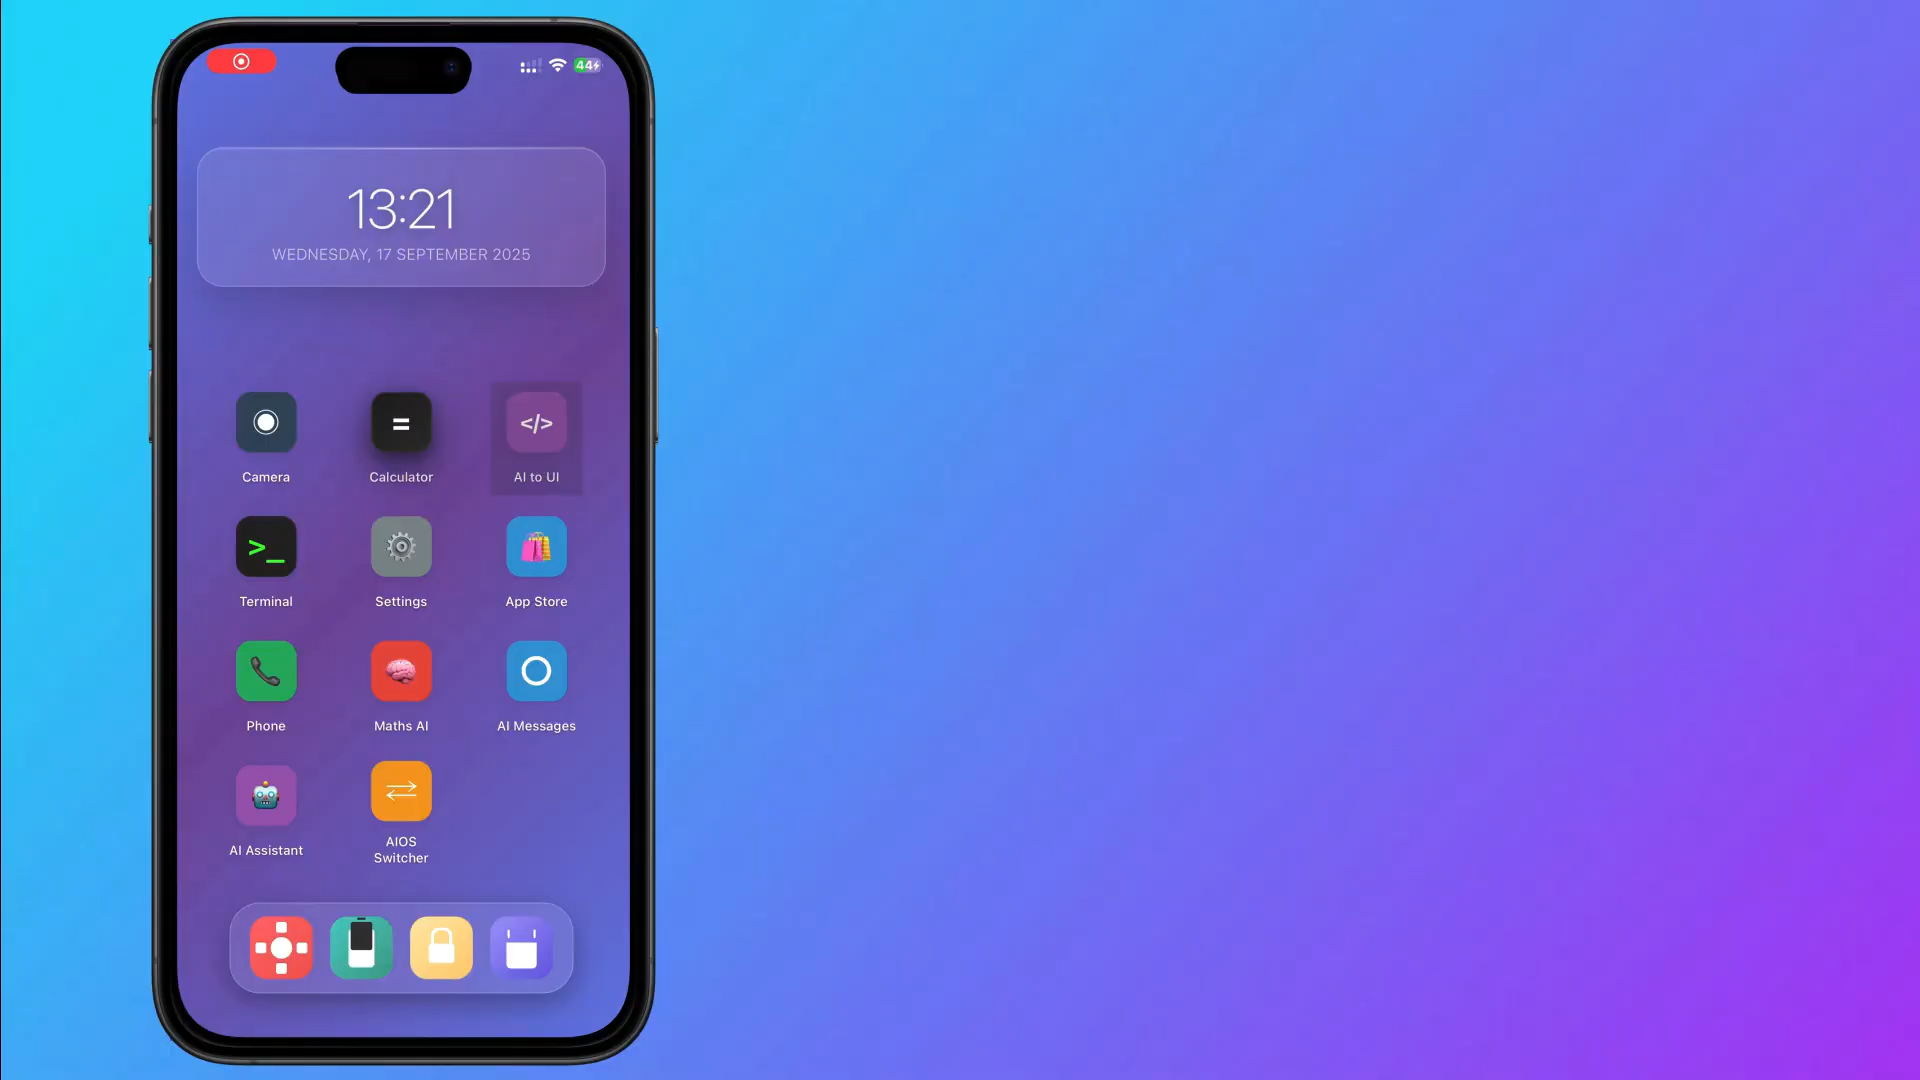 44
13:21
WEDNESDAY, 17 SEPTEMBER 2025
=
</>
Camera
Calculator
AI to UI
>_
Terminal
Settings
App Store
Phone
Maths AI
AI Messages
AI Assistant
AIOS
Switcher